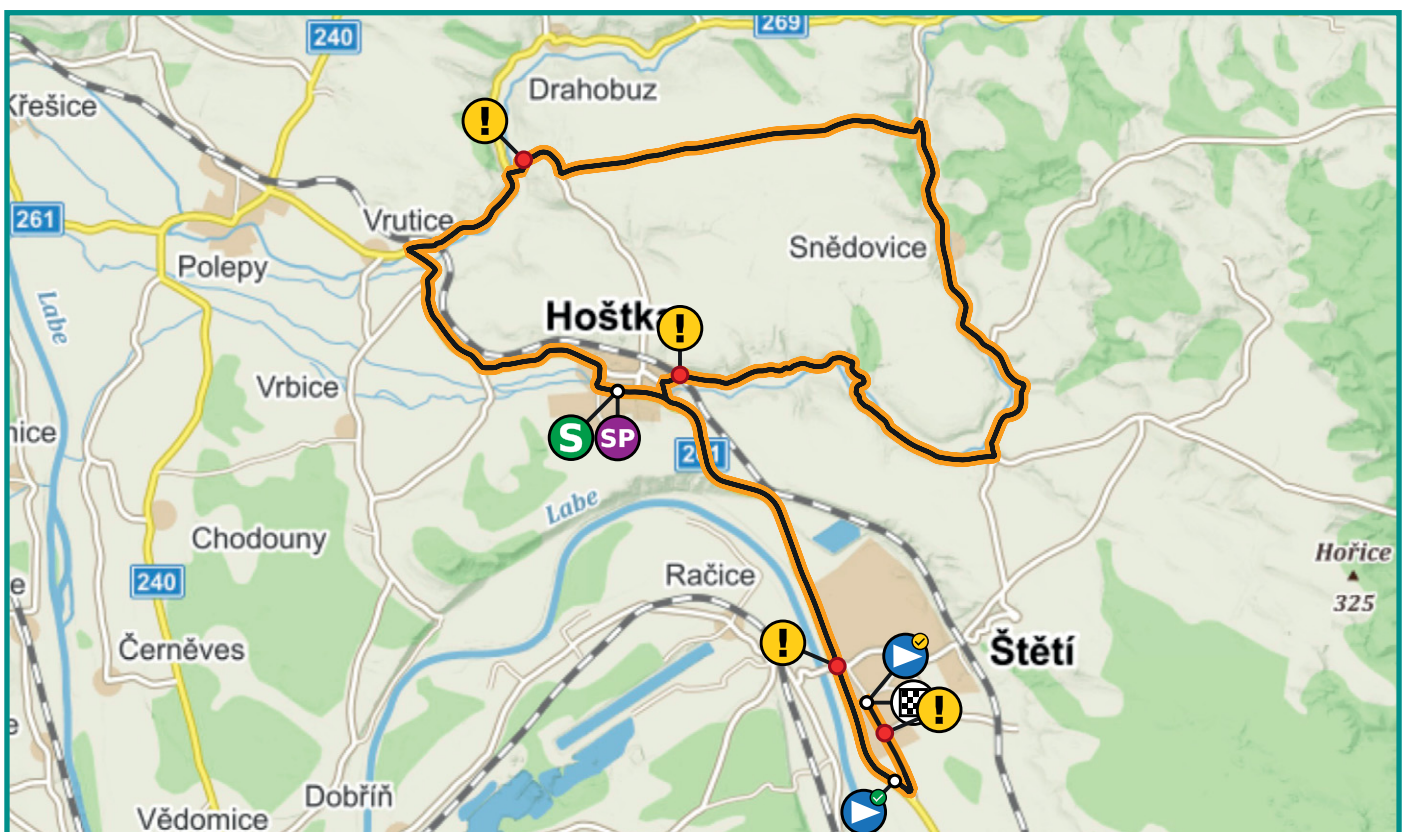 269
240
Drahobuz
Křešice
!
261
Vrutice
Snědovice
Polepy
Labe
Hoštka
!
Vrbice
S
SP
Labe
Chodouny
Hořice
325
Račice
240
Černěves
!
Štětí
!
Dobříň
Vědomice